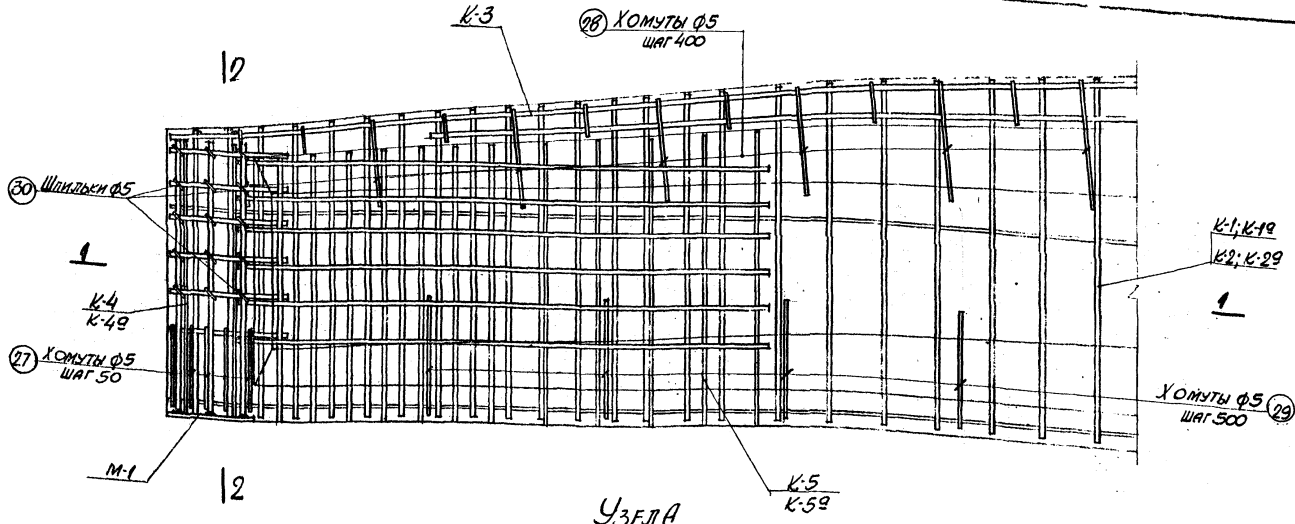 К-3
28 Хомуты ф5
шаг 400
2
30 Шпильки ф5
1
К-4
К-4а
27 Хомуты ф5
шаг 50
М-1
2
К-1; К-1а
К-2; К-2а
1
Хомуты ф5 29
шаг 500
К-5
К-5а
Узел А